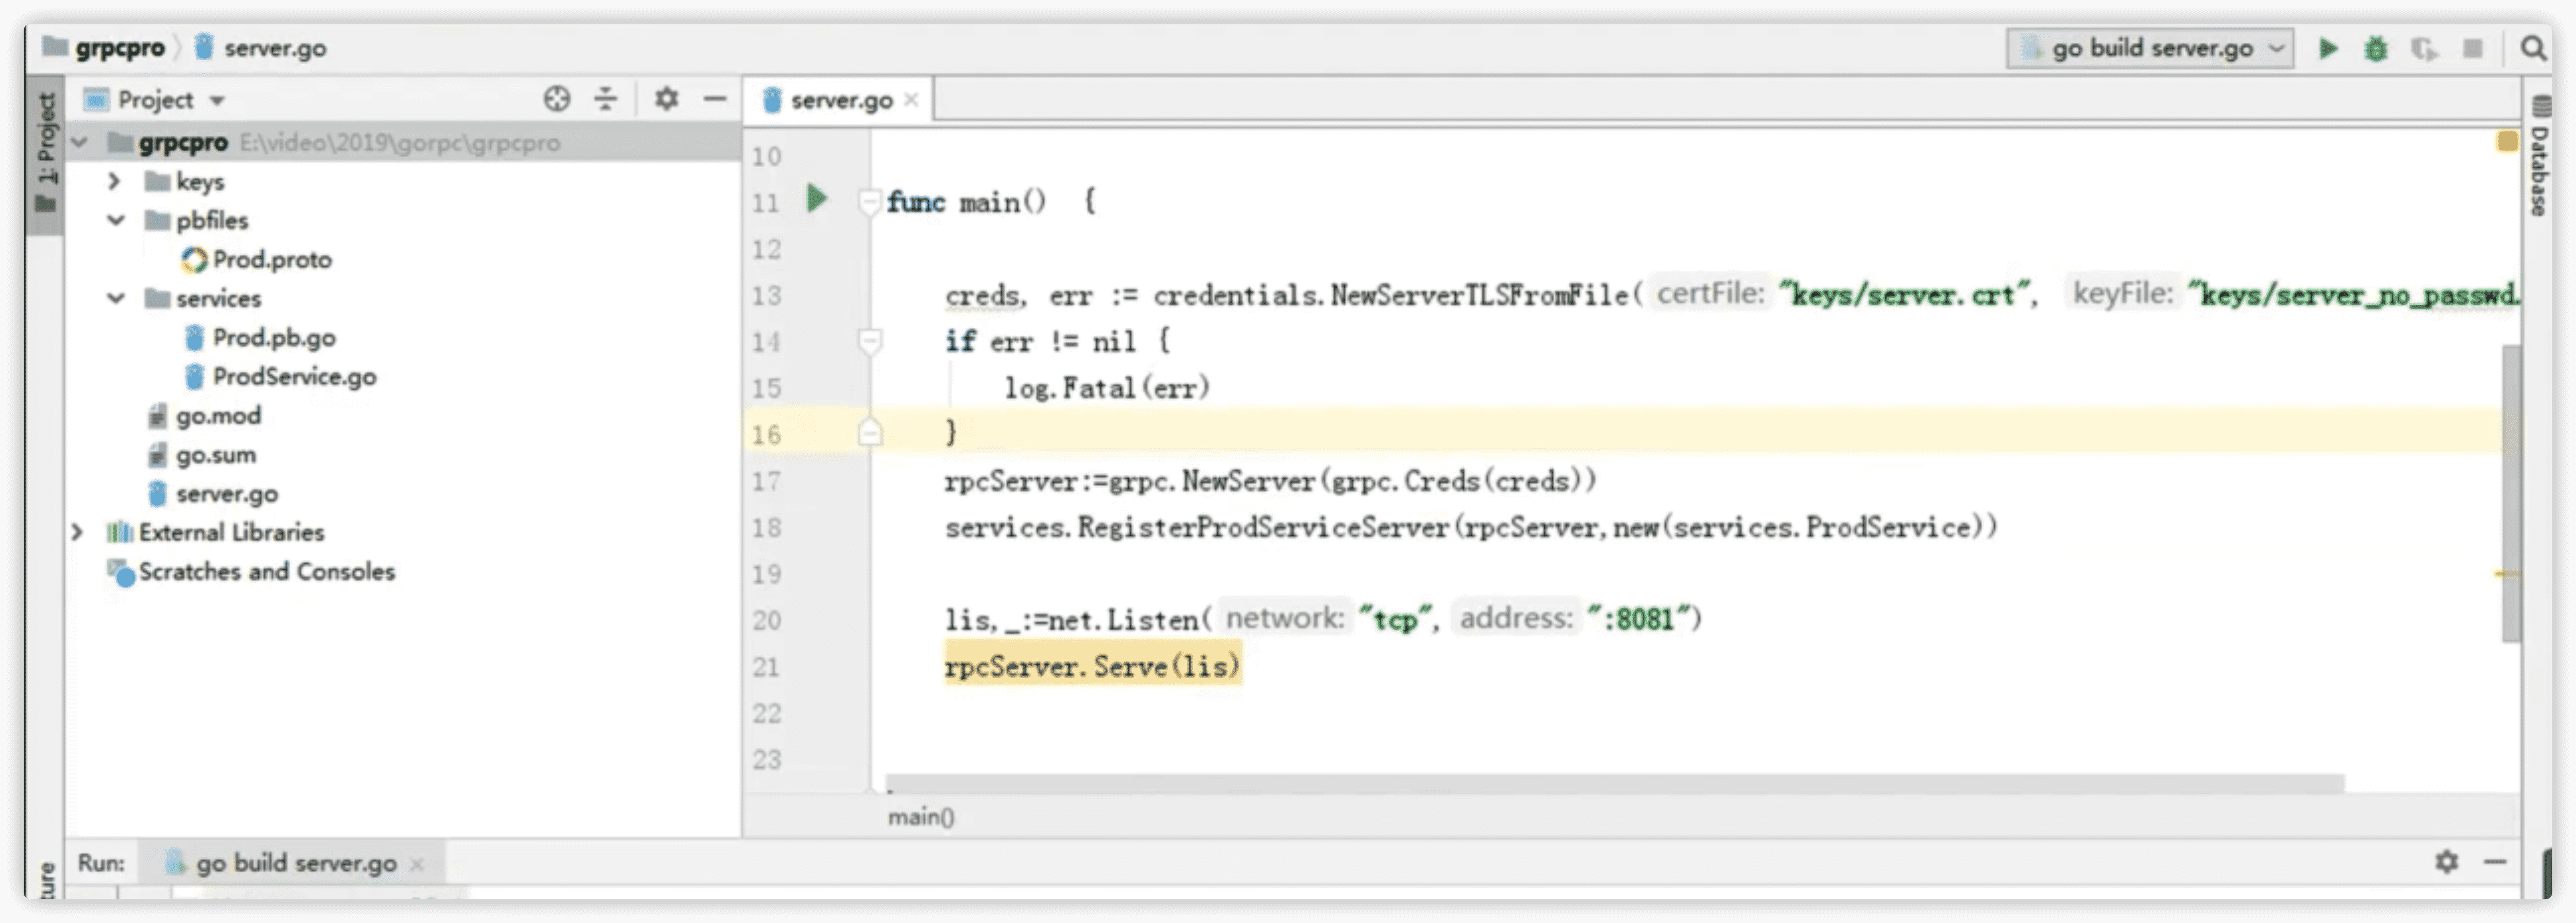 grpcpro server.go
go build server.go
1: Project
Project
grpcpro E:\video\2019\gorpc\grpcpro
keys
pbfiles
Prod.proto
services
Prod.pb.go
ProdService.go
go.mod
go.sum
server.go
External Libraries
Scratches and Consoles
server.go
10
11 func main() {
12
13 creds, err := credentials.NewServerTLSFromFile( certFile: "keys/server.crt", keyFile: "keys/server_no_passwd.
14 if err != nil {
15 log.Fatal(err)
16 }
17 rpcServer:=grpc.NewServer(grpc.Creds(creds))
18 services.RegisterProdServiceServer(rpcServer,new(services.ProdService))
19
20 lis,_:=net.Listen( network: "tcp", address: ":8081")
21 rpcServer.Serve(lis)
22
23
main()
Database
Run: go build server.go